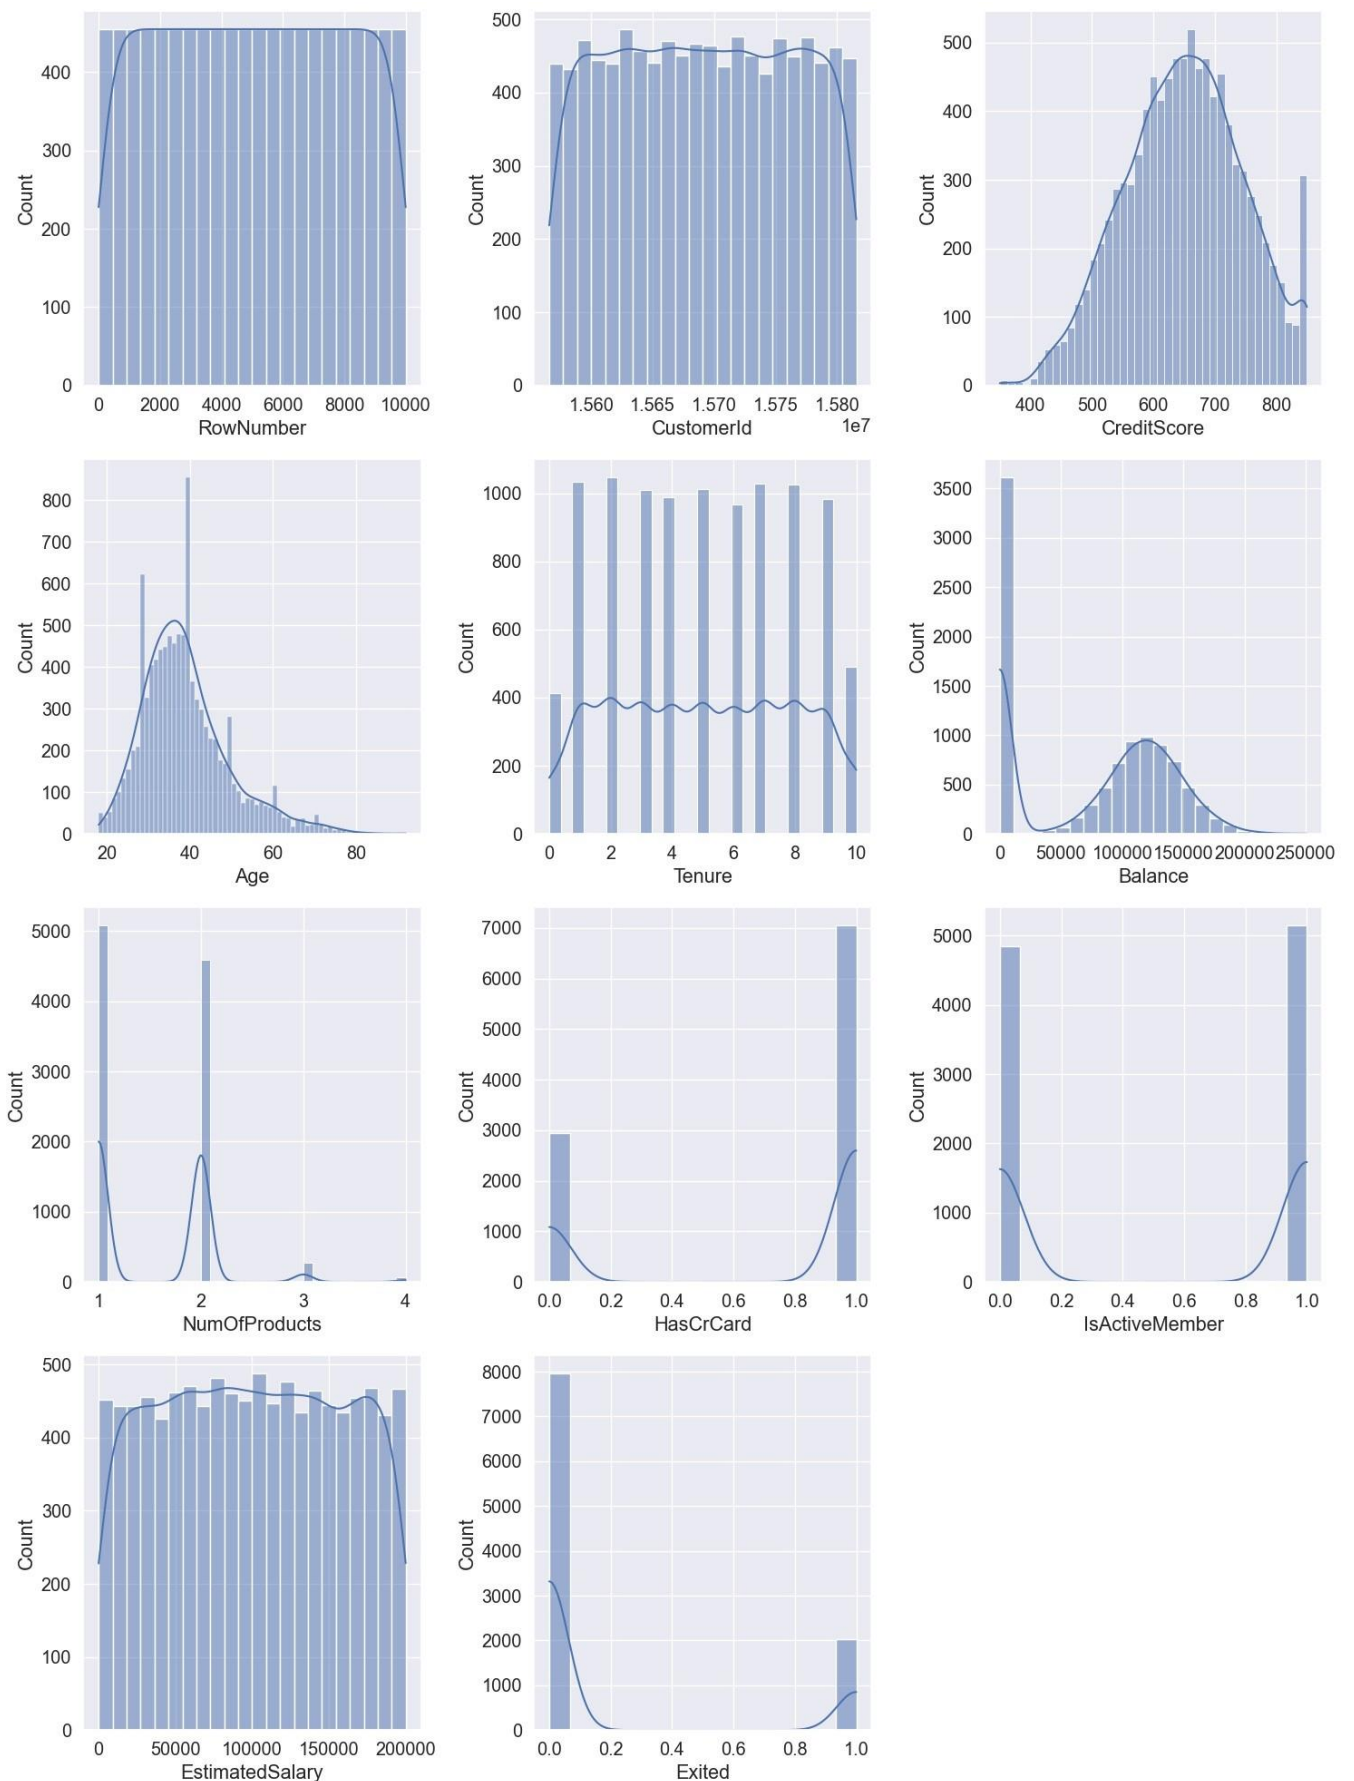 Count
400
300
200
100
0
0 2000 4000 6000 8000 10000
RowNumber
Count
500
400
300
200
100
0
1.560 1.565 1.570 1.575 1.580
1e7
CustomerId
Count
500
400
300
200
100
0
400 500 600 700 800
CreditScore
Count
800
700
600
500
400
300
200
100
0
20 40 60 80
Age
Count
1000
800
600
400
200
0
0 2 4 6 8 10
Tenure
Count
3500
3000
2500
2000
1500
1000
500
0
0 50000 100000 150000 200000 250000
Balance
Count
5000
4000
3000
2000
1000
0
1 2 3 4
NumOfProducts
Count
7000
6000
5000
4000
3000
2000
1000
0
0.0 0.2 0.4 0.6 0.8 1.0
HasCrCard
Count
5000
4000
3000
2000
1000
0
0.0 0.2 0.4 0.6 0.8 1.0
IsActiveMember
Count
500
400
300
200
100
0
0 50000 100000 150000 200000
EstimatedSalary
Count
8000
7000
6000
5000
4000
3000
2000
1000
0
0.0 0.2 0.4 0.6 0.8 1.0
Exited